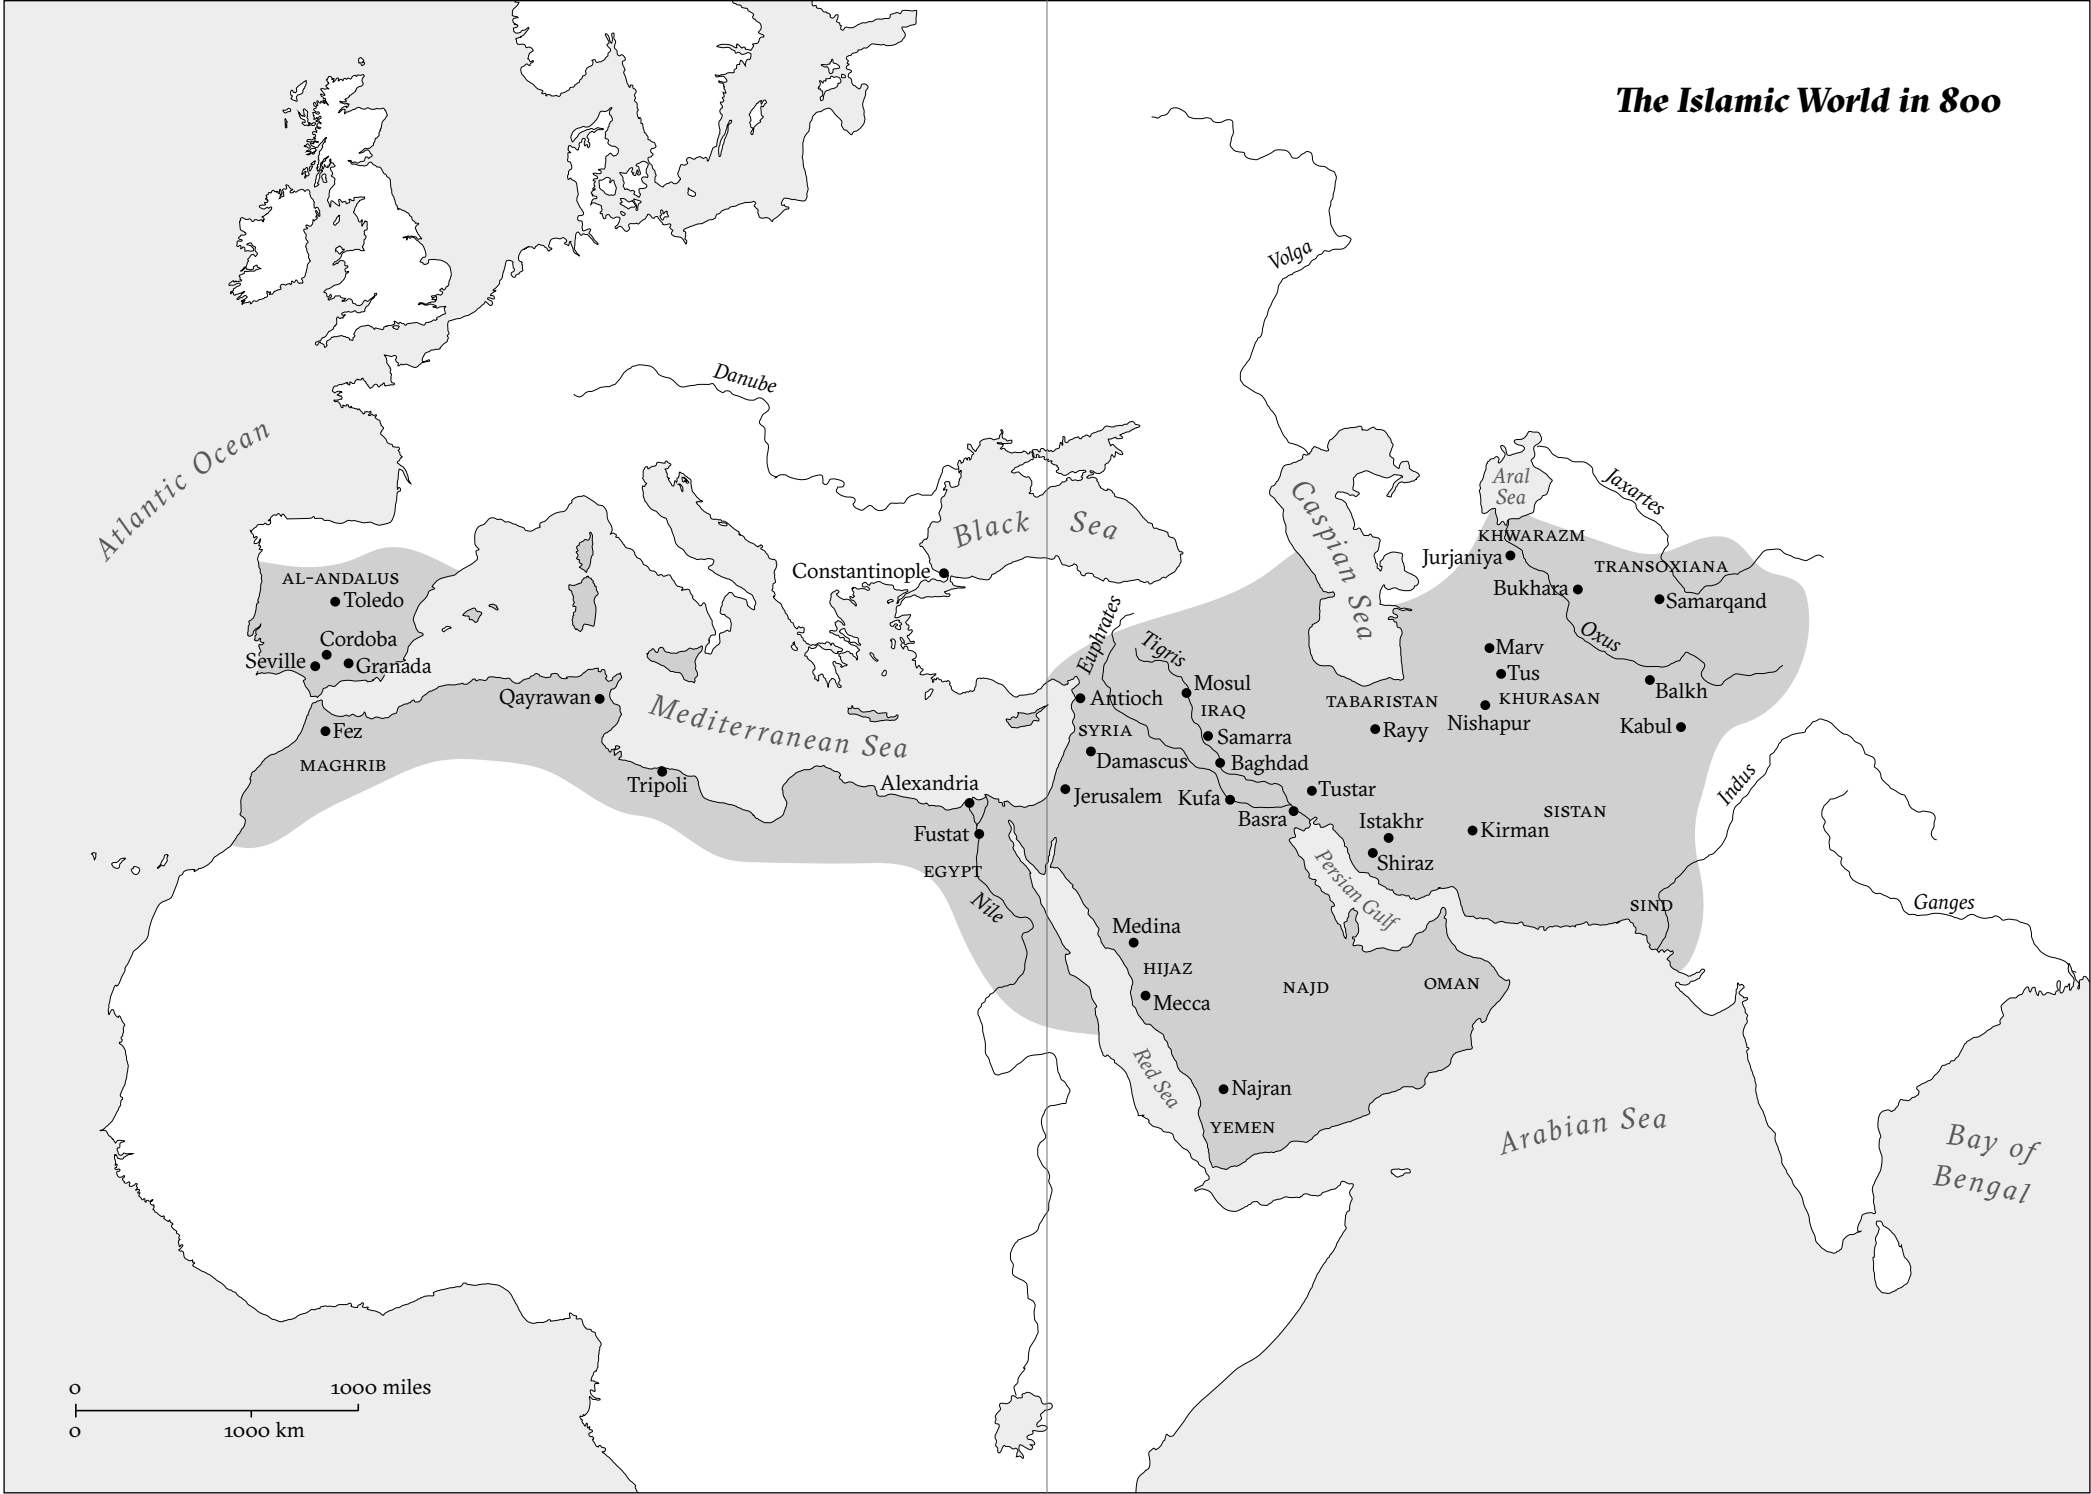 The Islamic World in 800
Volga
Danube
Atlantic Ocean
Black Sea
Caspian Sea
Aral
Sea
Jaxartes
KHWARAZM
Jurjaniya
TRANSOXIANA
Bukhara
Samarqand
Constantinople
AL-ANDALUS
Toledo
Cordoba
Seville
Granada
Euphrates
Tigris
Oxus
Marv
Tus
Balkh
KHURASAN
Nishapur
Kabul
TABARISTAN
Rayy
Mosul
IRAQ
Antioch
SYRIA
Samarra
Damascus
Baghdad
Qayrawan
Mediterranean Sea
Fez
MAGHRIB
Tripoli
Alexandria
Jerusalem
Kufa
Tustar
Basra
Istakhr
Shiraz
Kirman
SISTAN
Indus
Fustat
EGYPT
Nile
Persian Gulf
SIND
Ganges
Medina
HIJAZ
Mecca
NAJD
OMAN
Red Sea
Najran
YEMEN
Arabian Sea
Bay of
Bengal
0 1000 miles
0 1000 km